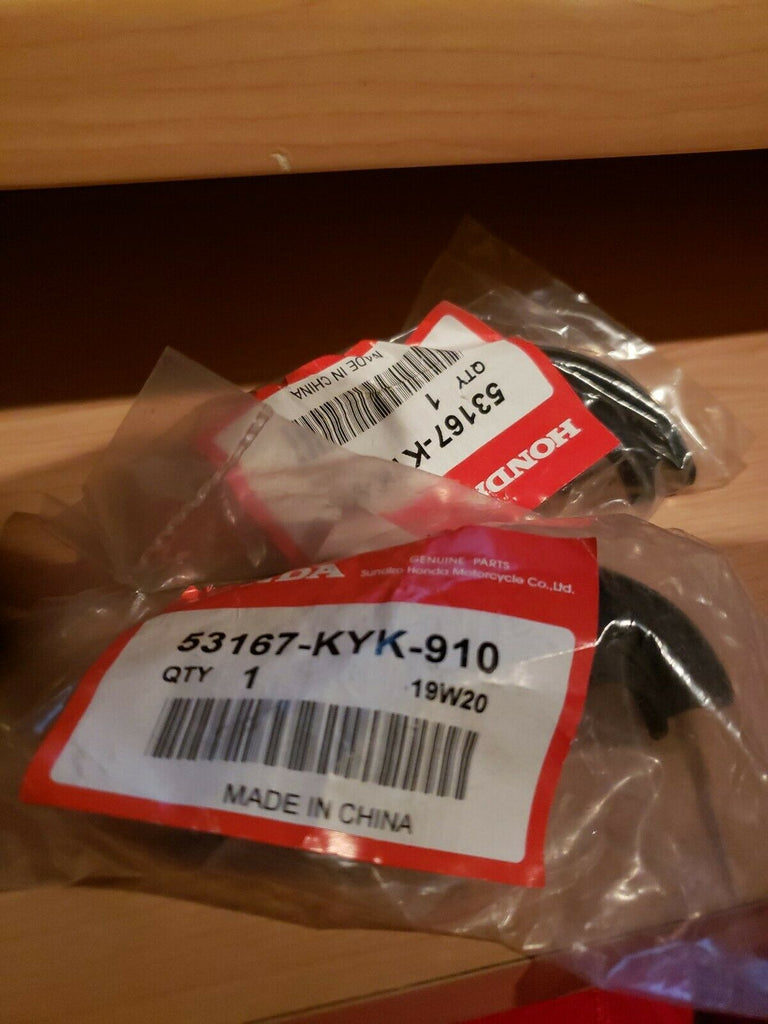 MADE IN CHINA
QTY 1
53167-K
HONDA
GENUINE PARTS
Sundiro Honda Motorcycle Co.,Ltd.
53167-KYK-910
QTY 1
19W20
MADE IN CHINA